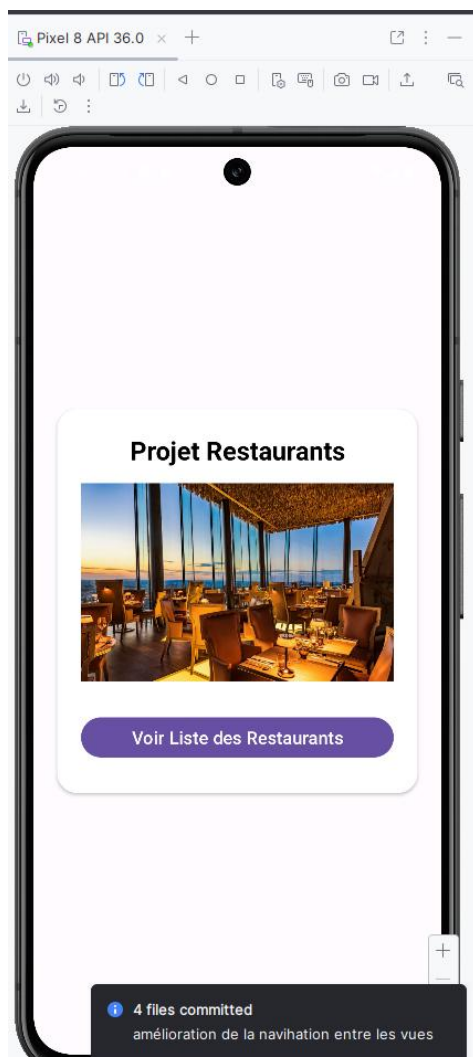 Pixel 8 API 36.0
Projet Restaurants
Voir Liste des Restaurants
4 files committed
amélioration de la navihation entre les vues